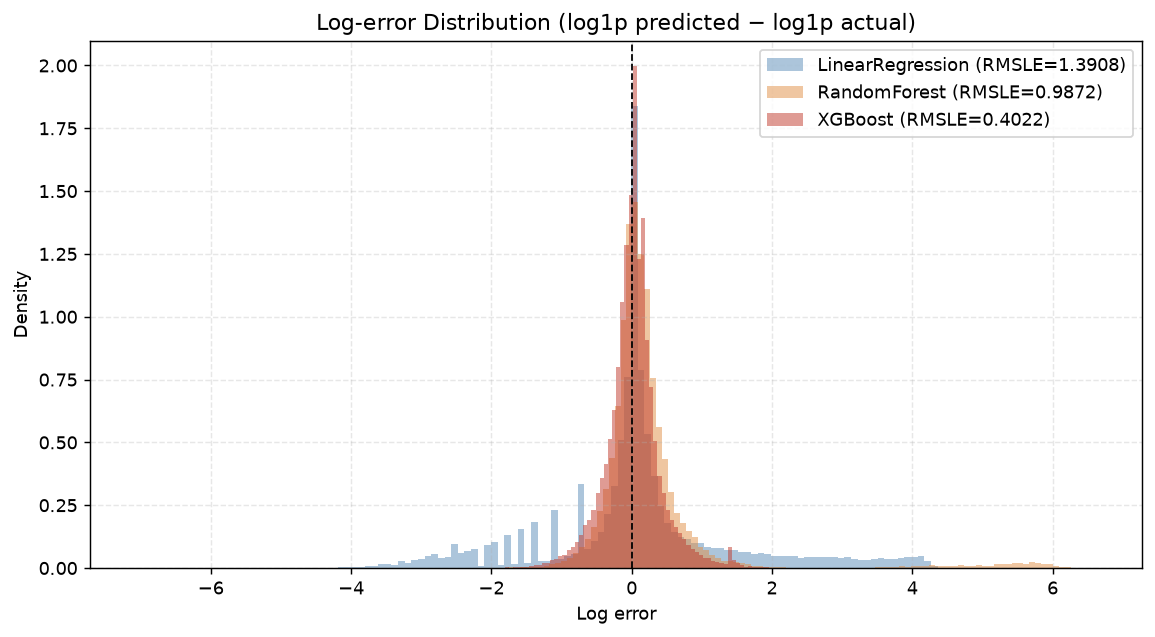 Log-error Distribution (log1p predicted − log1p actual)
LinearRegression (RMSLE=1.3908)
RandomForest (RMSLE=0.9872)
XGBoost (RMSLE=0.4022)
Density
2.00
1.75
1.50
1.25
1.00
0.75
0.50
0.25
0.00
−6 −4 −2 0 2 4 6
Log error